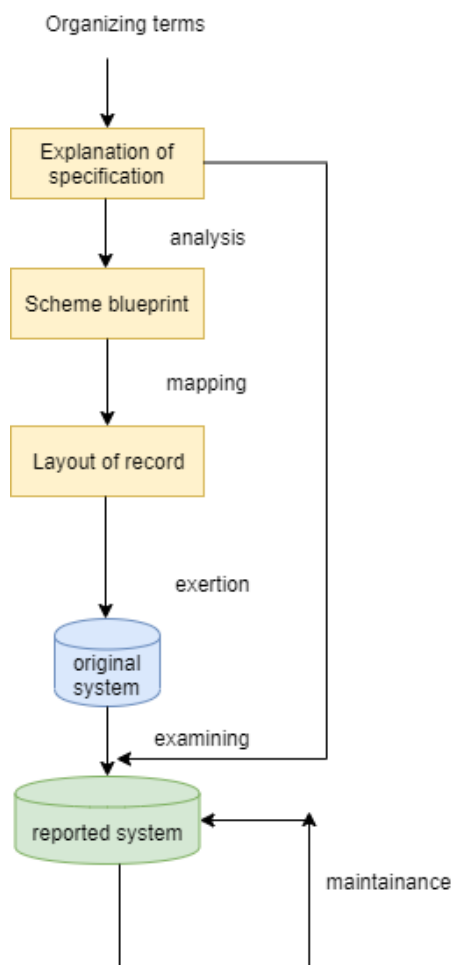 Organizing terms
Explanation of
specification
analysis
Scheme blueprint
mapping
Layout of record
exertion
original
system
examining
reported system
maintainance